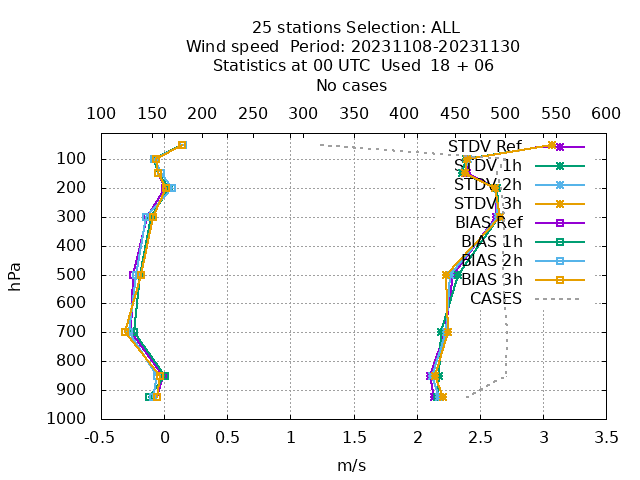 25 stations Selection: ALL
Wind speed  Period: 20231108-20231130
Statistics at 00 UTC  Used  18 + 06
No cases
100 150 200 250 300 350 400 450 500 550 600
STDV Ref
100
STDV 1h
STDV 2h
200
STDV 3h
300
BIAS Ref
BIAS 1h
400
BIAS 2h
500
BIAS 3h
600
CASES
700
800
900
1000
hPa
-0.5 0 0.5 1 1.5 2 2.5 3 3.5
m/s